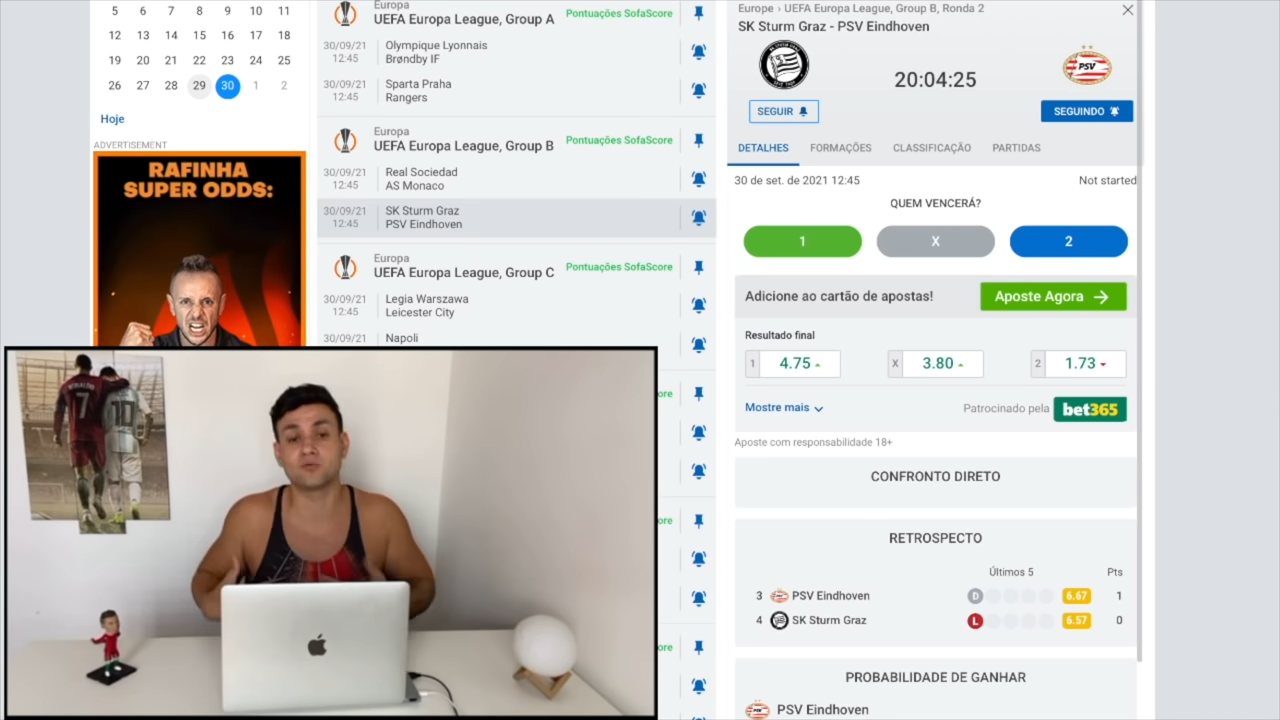 5 6 7 8 9 10 11
12 13 14 15 16 17 18
19 20 21 22 23 24 25
26 27 28 29 30 1 2
Hoje
ADVERTISEMENT
RAFINHA
SUPER ODDS:
Europa
UEFA Europa League, Group A
Pontuações SofaScore
30/09/21
12:45
Olympique Lyonnais
Brøndby IF
30/09/21
12:45
Sparta Praha
Rangers
Europa
UEFA Europa League, Group B
Pontuações SofaScore
30/09/21
12:45
Real Sociedad
AS Monaco
30/09/21
12:45
SK Sturm Graz
PSV Eindhoven
Europa
UEFA Europa League, Group C
Pontuações SofaScore
30/09/21
12:45
Legia Warszawa
Leicester City
30/09/21
Napoli
ore
ore
ore
ore
RONALDO
7
10
Europe › UEFA Europa League, Group B, Ronda 2
SK Sturm Graz - PSV Eindhoven
20:04:25
PSV
SEGUIR
SEGUINDO
DETALHES FORMAÇÕES CLASSIFICAÇÃO PARTIDAS
30 de set. de 2021 12:45
Not started
QUEM VENCERÁ?
1 X 2
Adicione ao cartão de apostas!
Aposte Agora
Resultado final
1 4.75 X 3.80 2 1.73
Mostre mais
Patrocinado pela bet365
Aposte com responsabilidade 18+
CONFRONTO DIRETO
RETROSPECTO
Últimos 5 Pts
3 PSV Eindhoven D 6.67 1
4 SK Sturm Graz L 6.57 0
PROBABILIDADE DE GANHAR
PSV Eindhoven